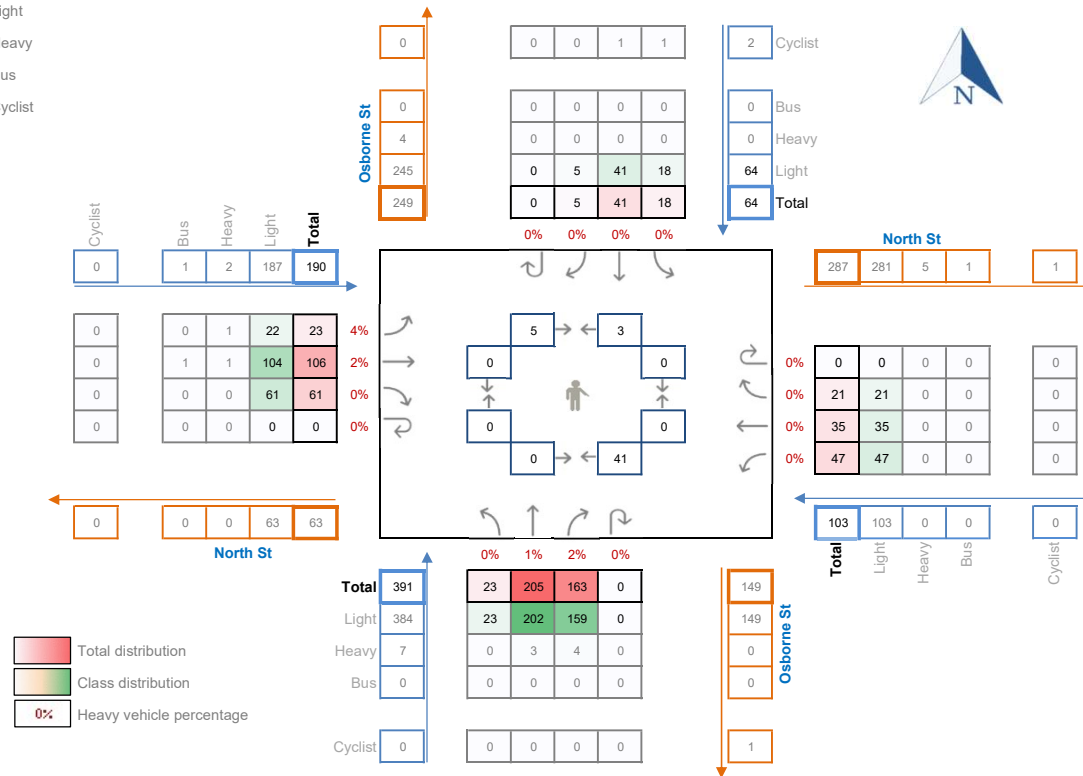 ight
eavy
us
yclist
0 0 0 1 1 2 Cyclist
0 0 0 0 0 0 Bus
4 0 0 0 0 0 Heavy
245 0 5 41 18 64 Light
249 0 5 41 18 64 Total
Osborne St
0% 0% 0% 0%
Cyclist Bus Heavy Light Total
North St
0 1 2 187 190
287 281 5 1 1
0 0 1 22 23 4%
0 1 1 104 106 2%
0 0 0 61 61 0%
0 0 0 0 0 0%
5 3
0 0
0 0
0 41
0% 0 0 0 0 0
0% 21 21 0 0 0
0% 35 35 0 0 0
0% 47 47 0 0 0
N
0 0 0 63 63
North St
103 103 0 0 0
Total Light Heavy Bus Cyclist
0% 1% 2% 0%
Total 391 23 205 163 0 149
Light 384 23 202 159 0 149
Heavy 7 0 3 4 0 0
Bus 0 0 0 0 0 0
Cyclist 0 0 0 0 0 1
Osborne St
Total distribution
Class distribution
0% Heavy vehicle percentage